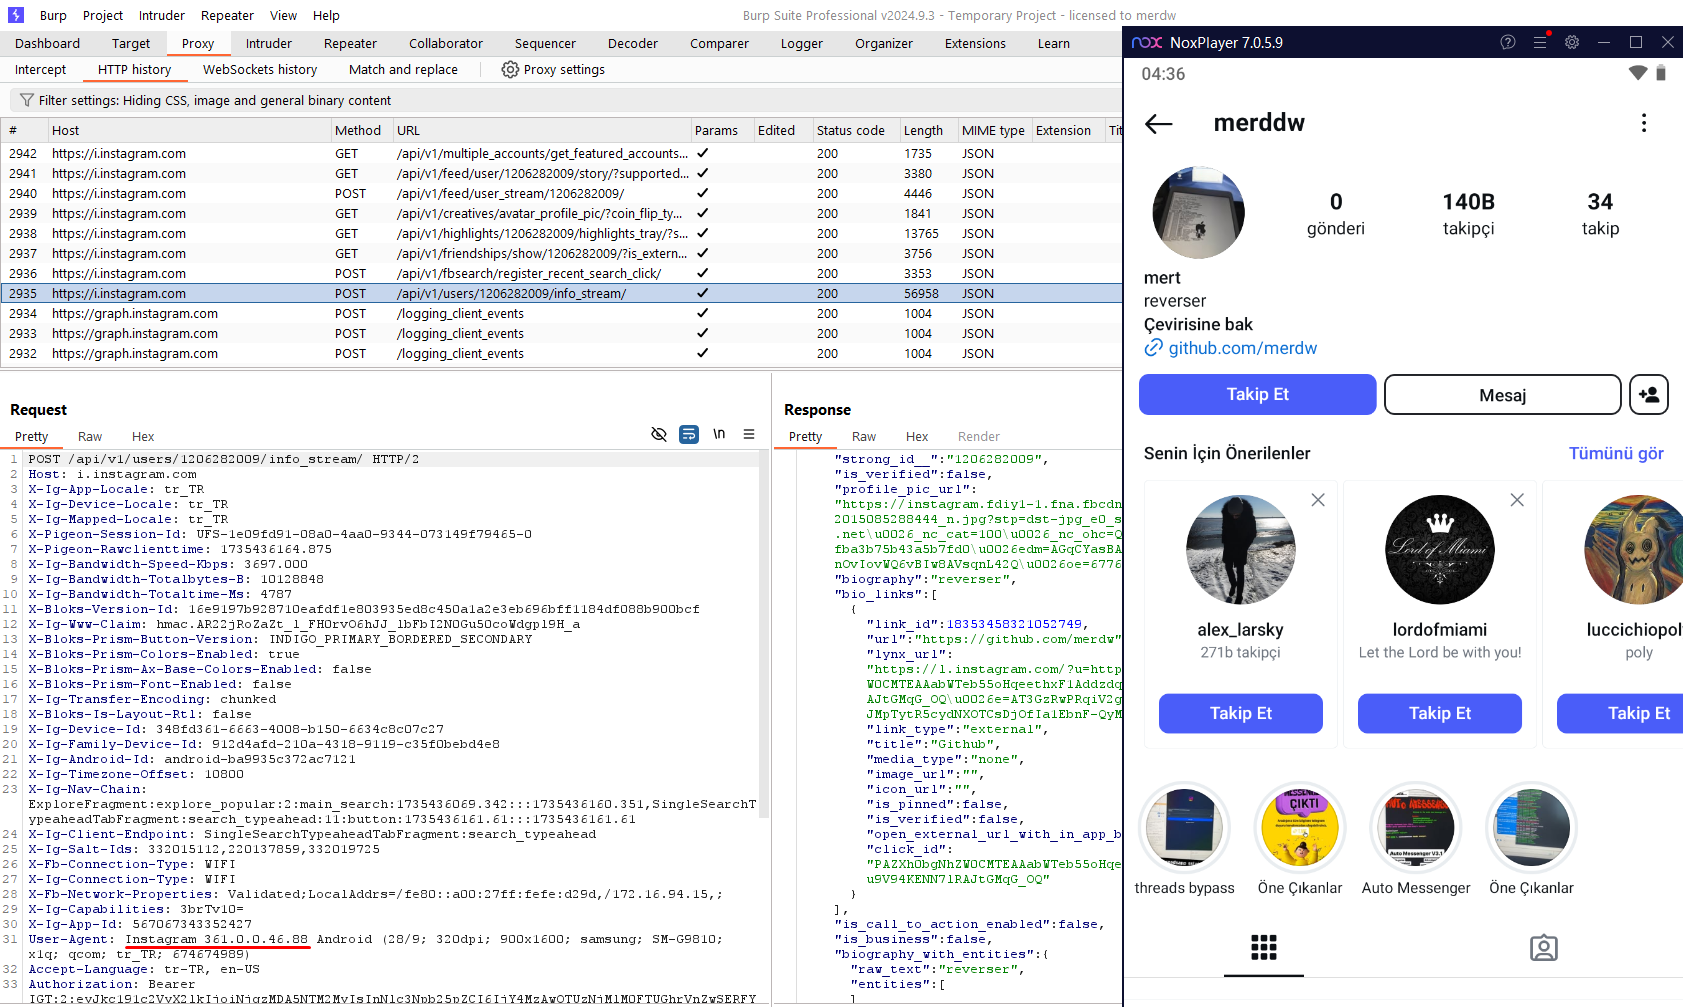 Burp Project Intruder Repeater View Help
Burp Suite Professional v2024.9.3 - Temporary Project - licensed to merdw
Dashboard Target Proxy Intruder Repeater Collaborator Sequencer Decoder Comparer Logger Organizer Extensions Learn
Intercept HTTP history WebSockets history Match and replace Proxy settings
Filter settings: Hiding CSS, image and general binary content
# Host Method URL Params Edited Status code Length MIME type Extension Tit
2942 https://i.instagram.com GET /api/v1/multiple_accounts/get_featured_accounts... ✓ 200 1735 JSON
2941 https://i.instagram.com GET /api/v1/feed/user/1206282009/story/?supported... ✓ 200 3380 JSON
2940 https://i.instagram.com POST /api/v1/feed/user_stream/1206282009/ ✓ 200 4446 JSON
2939 https://i.instagram.com GET /api/v1/creatives/avatar_profile_pic/?coin_flip_ty... ✓ 200 1841 JSON
2938 https://i.instagram.com GET /api/v1/highlights/1206282009/highlights_tray/?s... ✓ 200 13765 JSON
2937 https://i.instagram.com GET /api/v1/friendships/show/1206282009/?is_extern... ✓ 200 3756 JSON
2936 https://i.instagram.com POST /api/v1/fbsearch/register_recent_search_click/ ✓ 200 3353 JSON
2935 https://i.instagram.com POST /api/v1/users/1206282009/info_stream/ ✓ 200 56958 JSON
2934 https://graph.instagram.com POST /logging_client_events ✓ 200 1004 JSON
2933 https://graph.instagram.com POST /logging_client_events ✓ 200 1004 JSON
2932 https://graph.instagram.com POST /logging_client_events ✓ 200 1004 JSON
Request
Pretty Raw Hex \n
1 POST /api/v1/users/1206282009/info_stream/ HTTP/2
2 Host: i.instagram.com
3 X-Ig-App-Locale: tr_TR
4 X-Ig-Device-Locale: tr_TR
5 X-Ig-Mapped-Locale: tr_TR
6 X-Pigeon-Session-Id: UFS-1e09fd91-08a0-4aa0-9344-073149f79465-0
7 X-Pigeon-Rawclienttime: 1735436164.875
8 X-Ig-Bandwidth-Speed-Kbps: 3697.000
9 X-Ig-Bandwidth-Totalbytes-B: 10128848
10 X-Ig-Bandwidth-Totaltime-Ms: 4787
11 X-Bloks-Version-Id: 16e9197b928710eafdf1e803935ed8c450a1a2e3eb696bff1184df088b900bcf
12 X-Ig-Www-Claim: hmac.AR22jRoZaZt_l_FH0rv06hJJ_lbFbI2N0Gu50coWdgpl9H_a
13 X-Bloks-Prism-Button-Version: INDIGO_PRIMARY_BORDERED_SECONDARY
14 X-Bloks-Prism-Colors-Enabled: true
15 X-Bloks-Prism-Ax-Base-Colors-Enabled: false
16 X-Bloks-Prism-Font-Enabled: false
17 X-Ig-Transfer-Encoding: chunked
18 X-Bloks-Is-Layout-Rtl: false
19 X-Ig-Device-Id: 348fd361-6663-4008-b150-6634c8c07c27
20 X-Ig-Family-Device-Id: 912d4afd-210a-4318-9119-c35f0bebd4e8
21 X-Ig-Android-Id: android-ba9935c372ac7121
22 X-Ig-Timezone-Offset: 10800
23 X-Ig-Nav-Chain:
ExploreFragment:explore_popular:2:main_search:1735436069.342:::1735436160.351,SingleSearchT
ypeaheadTabFragment:search_typeahead:11:button:1735436161.61:::1735436161.61
24 X-Ig-Client-Endpoint: SingleSearchTypeaheadTabFragment:search_typeahead
25 X-Ig-Salt-Ids: 332015112,220137859,332019725
26 X-Fb-Connection-Type: WIFI
27 X-Ig-Connection-Type: WIFI
28 X-Fb-Network-Properties: Validated;LocalAddrs=/fe80::a00:27ff:fefe:d29d,/172.16.94.15,;
29 X-Ig-Capabilities: 3brTv10=
30 X-Ig-App-Id: 567067343352427
31 User-Agent: Instagram 361.0.0.46.88 Android (28/9; 320dpi; 900x1600; samsung; SM-G9810;
x1q; qcom; tr_TR; 674674989)
32 Accept-Language: tr-TR, en-US
33 Authorization: Bearer
Response
Pretty Raw Hex Render
"strong_id__":"1206282009",
"is_verified":false,
"profile_pic_url":
"https://instagram.fdiy1-1.fna.fbcdn
2015085288444_n.jpg?stp=dst-jpg_e0_s
.net\u0026_nc_cat=100\u0026_nc_ohc=Q
fba3b75b43a5b7fd0\u0026edm=AGqCYasBA
nOvIovWQ6vBIw8AVsqnL42Q\u0026oe=6776
"biography":"reverser",
"bio_links":[
{
"link_id":18353458321052749,
"url":"https://github.com/merdw"
"lynx_url":
"https://l.instagram.com/?u=http
W0CMTEAAabWTeb55oHqeethxF1Addzdq
AJtGMqG_OQ\u0026e=AT3GzRwPRqiV2g
JMpTytR5cydNXOTCsDjOfIa1EbnF-QyM
"link_type":"external",
"title":"Github",
"media_type":"none",
"image_url":"",
"icon_url":"",
"is_pinned":false,
"is_verified":false,
"open_external_url_with_in_app_b
"click_id":
"PAZXh0bgNhZW0CMTEAAabWTeb55oHqe
u9V94KENN7lRAJtGMqG_OQ"
}
],
"is_call_to_action_enabled":false,
"is_business":false,
"biography_with_entities":{
"raw_text":"reverser",
"entities":[
]
nox NoxPlayer 7.0.5.9
04:36
merddw
0 140B 34
gönderi takipçi takip
mert
reverser
Çevirisine bak
github.com/merdw
Takip Et Mesaj
Senin İçin Önerilenler Tümünü gör
Lord of Miami
alex_larsky lordofmiami luccichiopol
271b takipçi Let the Lord be with you! poly
Takip Et Takip Et Takip Et
ÇIKTI
Auto Messenger V3.1
threads bypass Öne Çıkanlar Auto Messenger Öne Çıkanlar